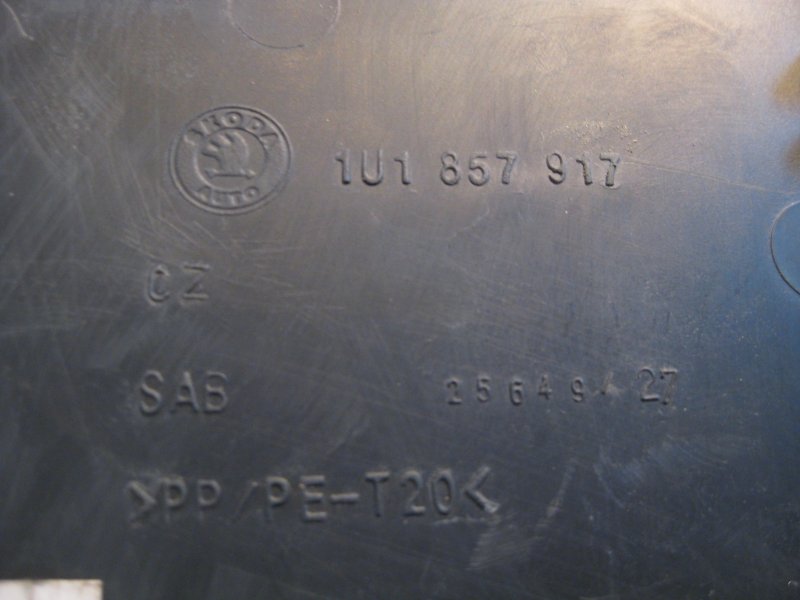 ŠKODA AUTO
1U1 857 917
CZ
SAB 25649/27
>PP/PE-T20<